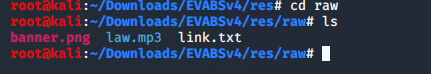 root@kali:~/Downloads/EVABSv4/res# cd raw
root@kali:~/Downloads/EVABSv4/res/raw# ls
banner.png law.mp3 link.txt
root@kali:~/Downloads/EVABSv4/res/raw#